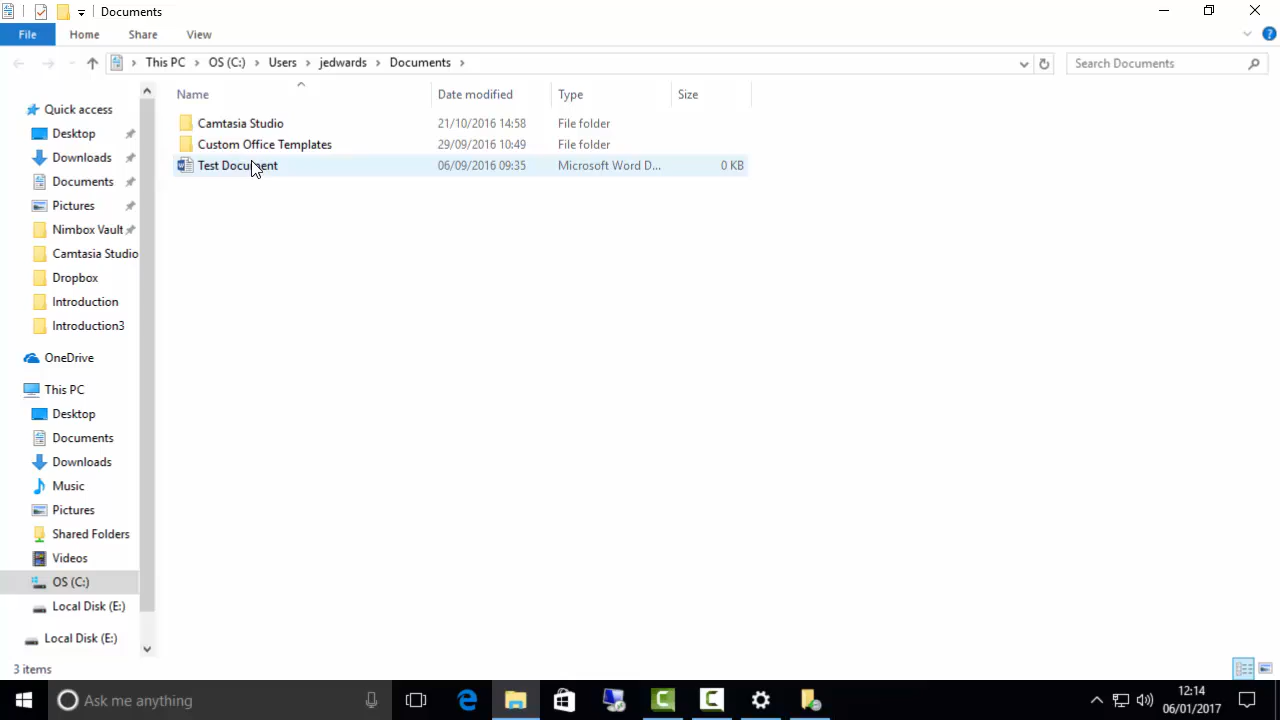 Documents
File Home Share View
This PC OS (C:) Users jedwards Documents
Search Documents
Name Date modified Type Size
Camtasia Studio 21/10/2016 14:58 File folder
Custom Office Templates 29/09/2016 10:49 File folder
Test Document 06/09/2016 09:35 Microsoft Word D... 0 KB
Quick access
Desktop
Downloads
Documents
Pictures
Nimbox Vault
Camtasia Studio
Dropbox
Introduction
Introduction3
OneDrive
This PC
Desktop
Documents
Downloads
Music
Pictures
Shared Folders
Videos
OS (C:)
Local Disk (E:)
Local Disk (E:)
3 items
Ask me anything
12:14
06/01/2017